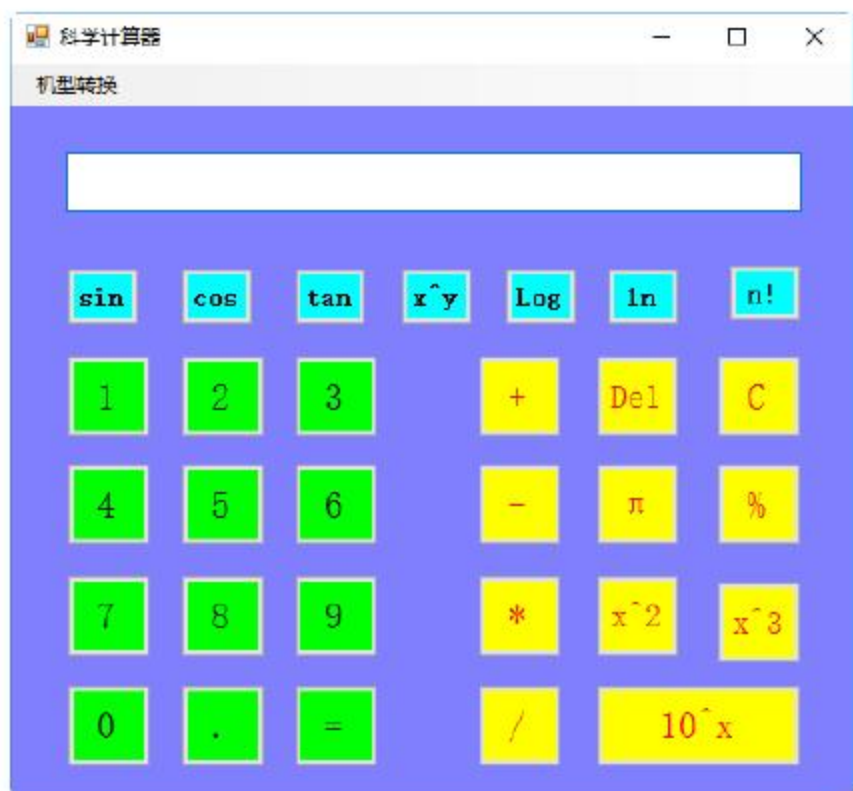 科学计算器
机型转换
sin cos tan x^y Log ln n!
1 2 3 + Del C
4 5 6 - π %
7 8 9 * x^2 x^3
0 . = / 10^x